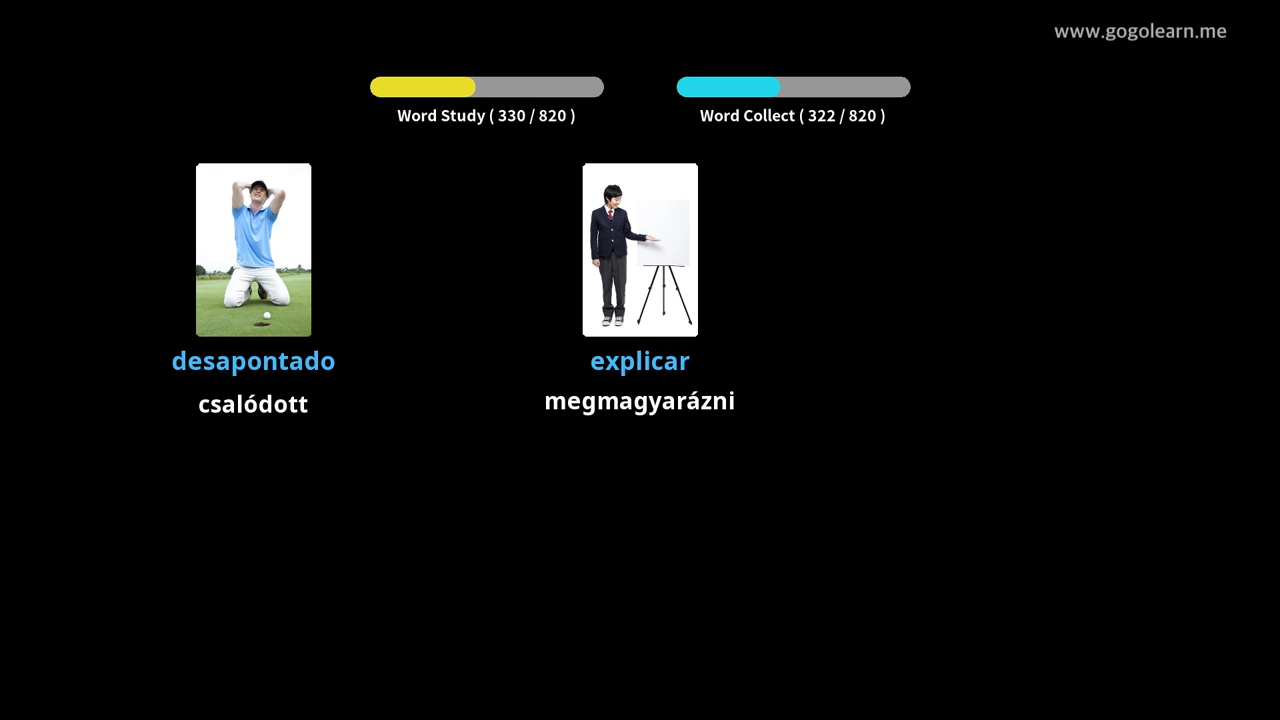 www.gogolearn.me
Word Study ( 330 / 820 )
Word Collect ( 322 / 820 )
desapontado
csalódott
explicar
megmagyarázni